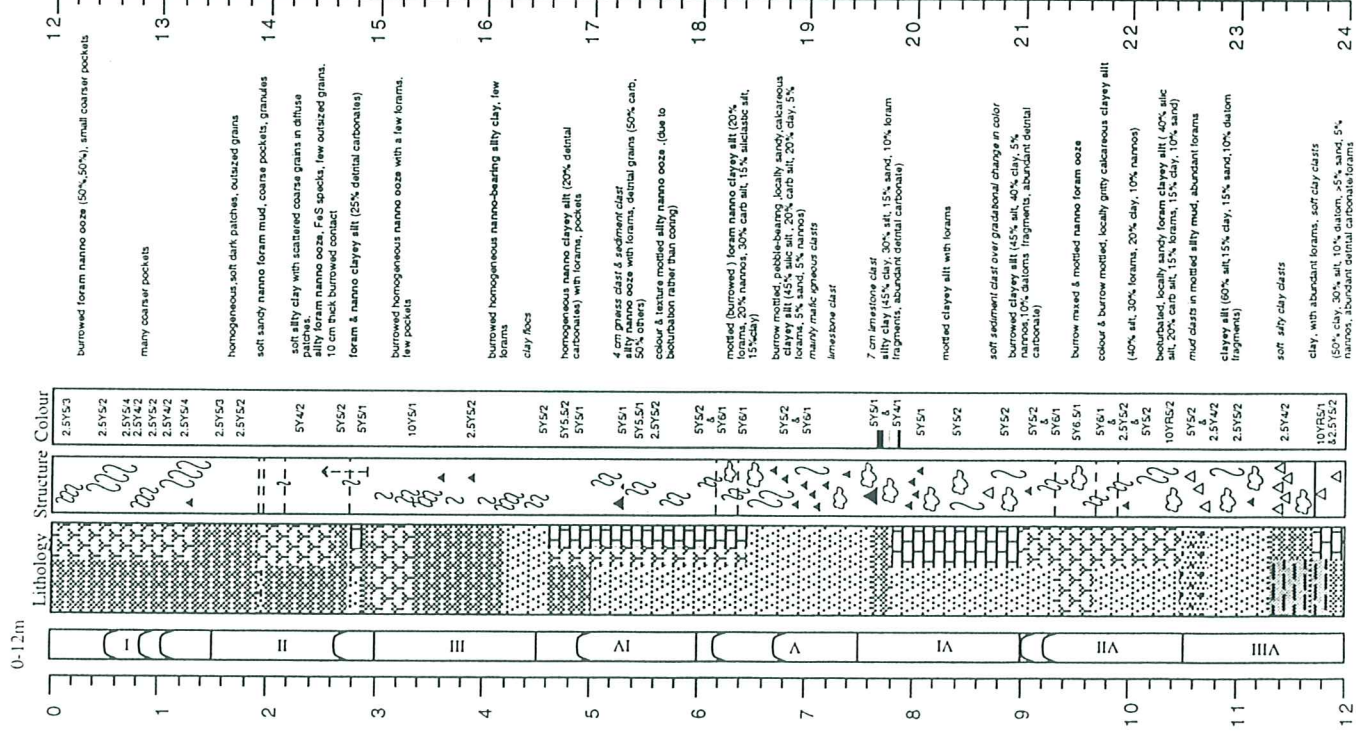 0-12m
Lithology
Structure
Colour
0
1
2
3
4
5
6
7
8
9
10
11
12
I
II
III
IV
V
VI
VII
VIII
2.5Y5/3
2.5Y5/2
2.5Y5/4
2.5Y4/2
2.5Y5/2
2.5Y4/2
2.5Y5/4
2.5Y5/3
2.5Y5/2
5Y4/2
5Y5/2
5Y5/1
10Y5/1
2.5Y5/2
5Y5/2
5Y5.5/2
5Y5/1
5Y5/1
5Y5.5/2
2.5Y5/2
5Y5/2
&
5Y6/1
5Y6/1
5Y5/2
&
5Y6/1
5Y5/1
&
5Y4/1
5Y5/1
5Y5/2
5Y5/2
5Y5/2
&
5Y6/1
5Y6.5/1
5Y6/1
&
2.5Y5/2
&
5Y5/2
10YR5/2
5Y5/2
&
2.5Y4/2
2.5Y5/2
2.5Y4/2
10YR5/1
&2.5Y5/2
burrowed foram nanno ooze (50%,50%), small coarser pockets
many coarser pockets
homogeneous,soft dark patches, outsized grains
soft sandy nanno foram mud, coarse pockets, granules
soft silty clay with scattered coarse grains in diffuse
patches.
silty foram nanno ooze, FeS specks, few outsized grains,
10 cm thick burrowed contact
foram & nanno clayey silt (25% detrital carbonates)
burrowed homogeneous nanno ooze with a few forams,
few pockets
burrowed homogeneous nanno-bearing silty clay, few
forams
clay flocs
homogeneous nanno clayey silt (20% detrital
carbonates) with forams, pockets
4 cm gneiss clast & sediment clast
silty nanno ooze with forams, detrital grains (50% carb,
50% others)
colour & texture mottled silty nanno ooze .(due to
bioturbation rather than coring)
mottled (burrowed ) foram nanno clayey silt (20%
forams, 20% nannos, 30% carb silt, 15% siliclastic silt,
15%clay)
burrow mottled, pebble-bearing ,locally sandy,calcareous
clayey silt (45% silic silt , 20% carb silt, 20% clay, 5%
forams, 5% sand, 5% nannos)
mainly mafic igneous clasts
limestone clast
7 cm limestone clast
silty clay (45% clay, 30% silt, 15% sand, 10% foram
fragments, abundant detrital carbonate)
mottled clayey silt with forams
soft sediment clast over gradational change in color
burrowed clayey silt (45% silt, 40% clay, 5%
nannos,10% diatoms fragments, abundant detrital
carbonate)
burrow mixed & mottled nanno foram ooze
colour & burrow mottled, locally gritty calcareous clayey silt
(40% silt, 30% forams, 20% clay, 10% nannos)
bioturbated, locally sandy foram clayey silt ( 40% silic
silt, 20% carb silt, 15% forams, 15% clay, 10% sand)
mud clasts in mottled silty mud, abundant forams
clayey silt (60% silt,15% clay, 15% sand,10% diatom
fragments)
soft silty clay clasts
clay, with abundant forams, soft clay clasts
(50% clay, 30% silt, 10% diatom, >5% sand, 5%
nannos, abundant detrital carbonate/forams
12
13
14
15
16
17
18
19
20
21
22
23
24